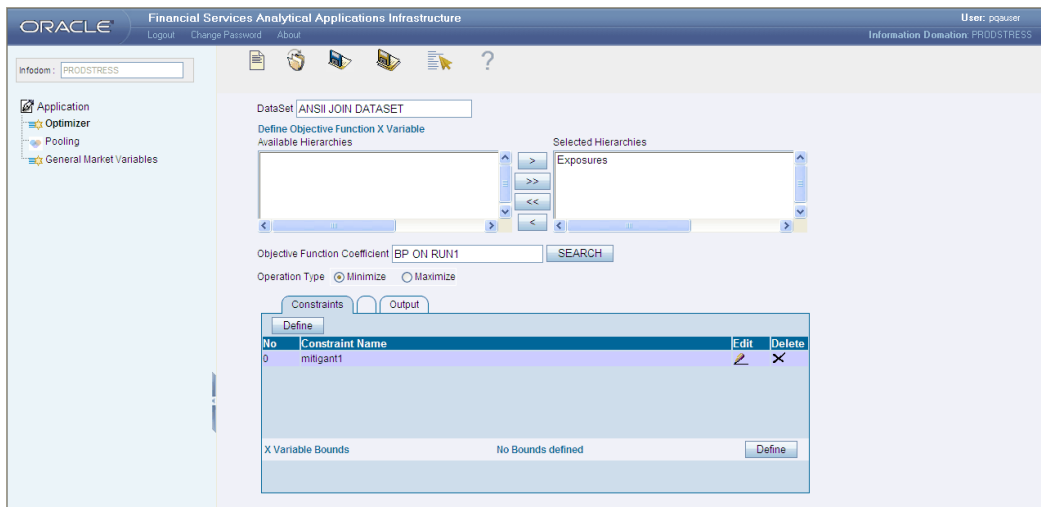 ORACLE
Financial Services Analytical Applications Infrastructure
User: pqauser
Logout Change Password About
Information Domation: PRODSTRESS
Infodom : PRODSTRESS
Application
Optimizer
Pooling
General Market Variables
?
DataSet ANSII JOIN DATASET
Define Objective Function X Variable
Available Hierarchies
Selected Hierarchies
Exposures
>
>>
<<
<
Objective Function Coefficient BP ON RUN1 SEARCH
Operation Type Minimize Maximize
Constraints Output
Define
No Constraint Name Edit Delete
0 mitigant1
X Variable Bounds No Bounds defined Define